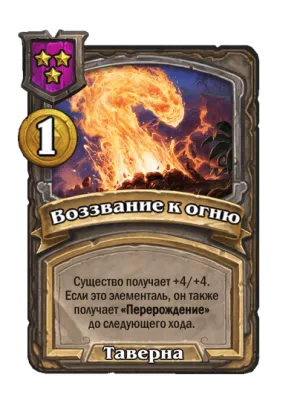 1
Воззвание к огню
Существо получает +4/+4.
Если это элементаль, он также
получает «Перерождение»
до следующего хода.
Таверна